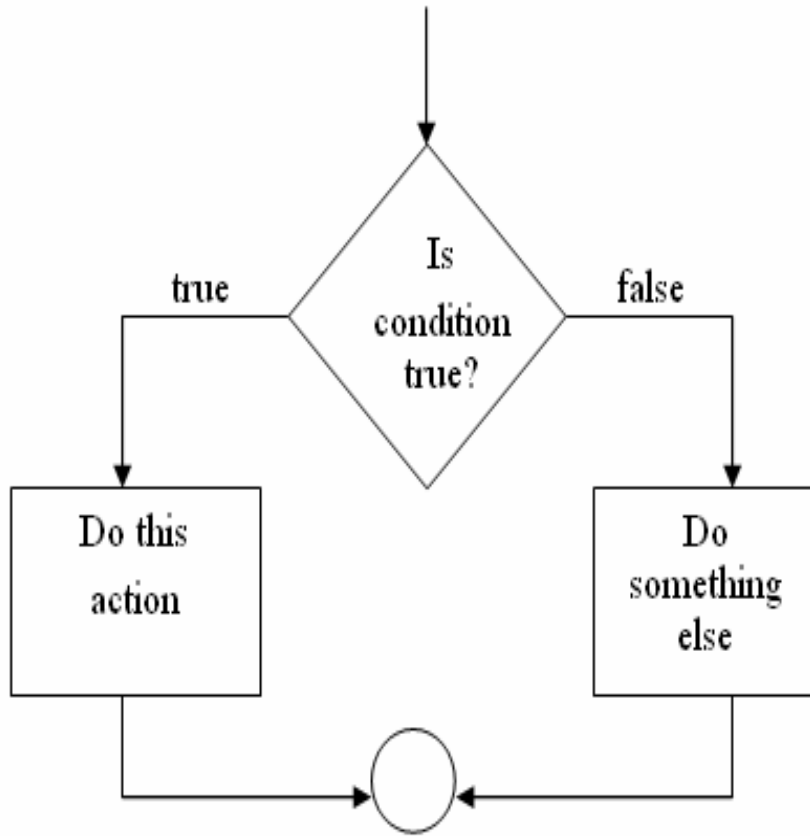 Is
condition
true?
true
false
Do this
action
Do
something
else